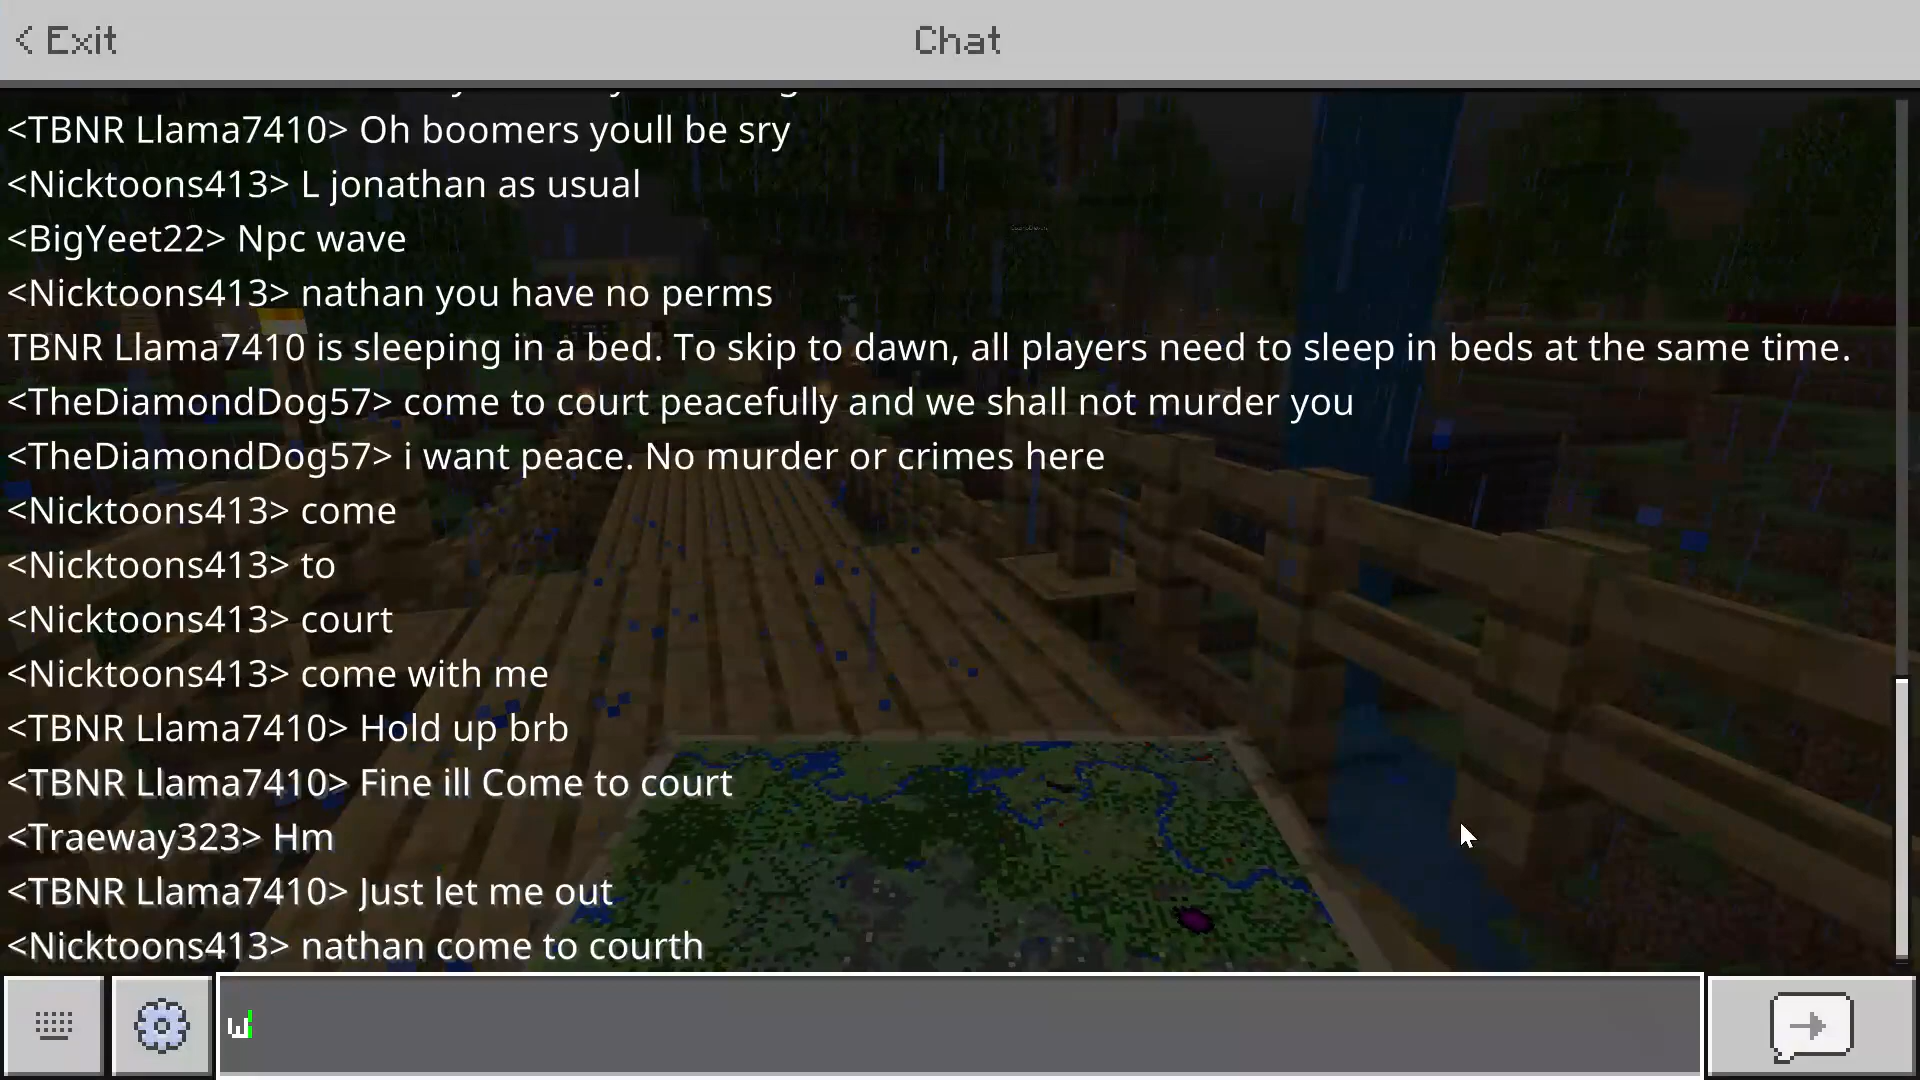 < Exit
Chat
<TBNR Llama7410> Oh boomers youll be sry
<Nicktoons413> L jonathan as usual
<BigYeet22> Npc wave
<Nicktoons413> nathan you have no perms
TBNR Llama7410 is sleeping in a bed. To skip to dawn, all players need to sleep in beds at the same time.
<TheDiamondDog57> come to court peacefully and we shall not murder you
<TheDiamondDog57> i want peace. No murder or crimes here
<Nicktoons413> come
<Nicktoons413> to
<Nicktoons413> court
<Nicktoons413> come with me
<TBNR Llama7410> Hold up brb
<TBNR Llama7410> Fine ill Come to court
<Traeway323> Hm
<TBNR Llama7410> Just let me out
<Nicktoons413> nathan come to courth
w